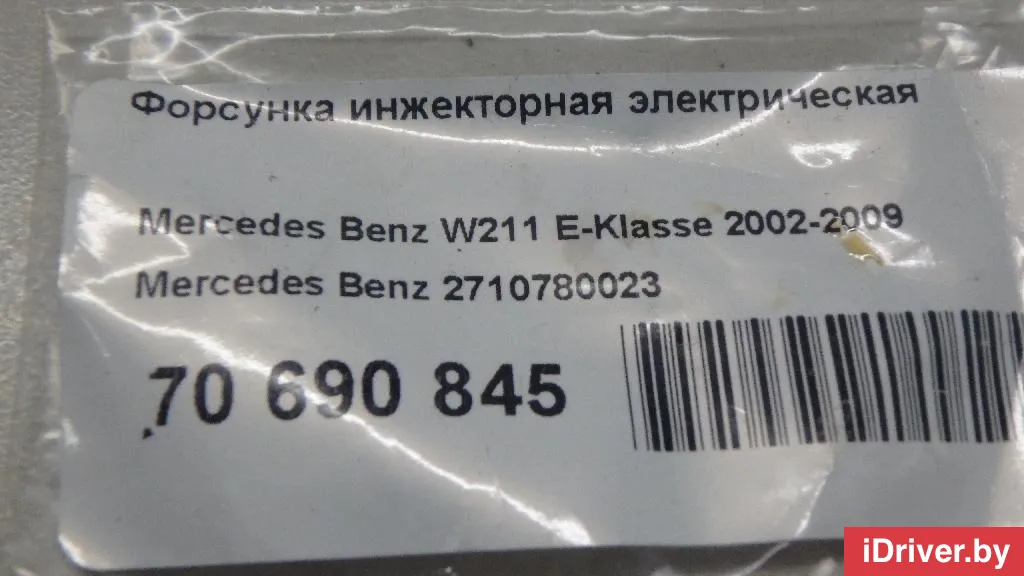 Форсунка инжекторная электрическая
Mercedes Benz W211 E-Klasse 2002-2009
Mercedes Benz 2710780023
70 690 845
iDriver.by